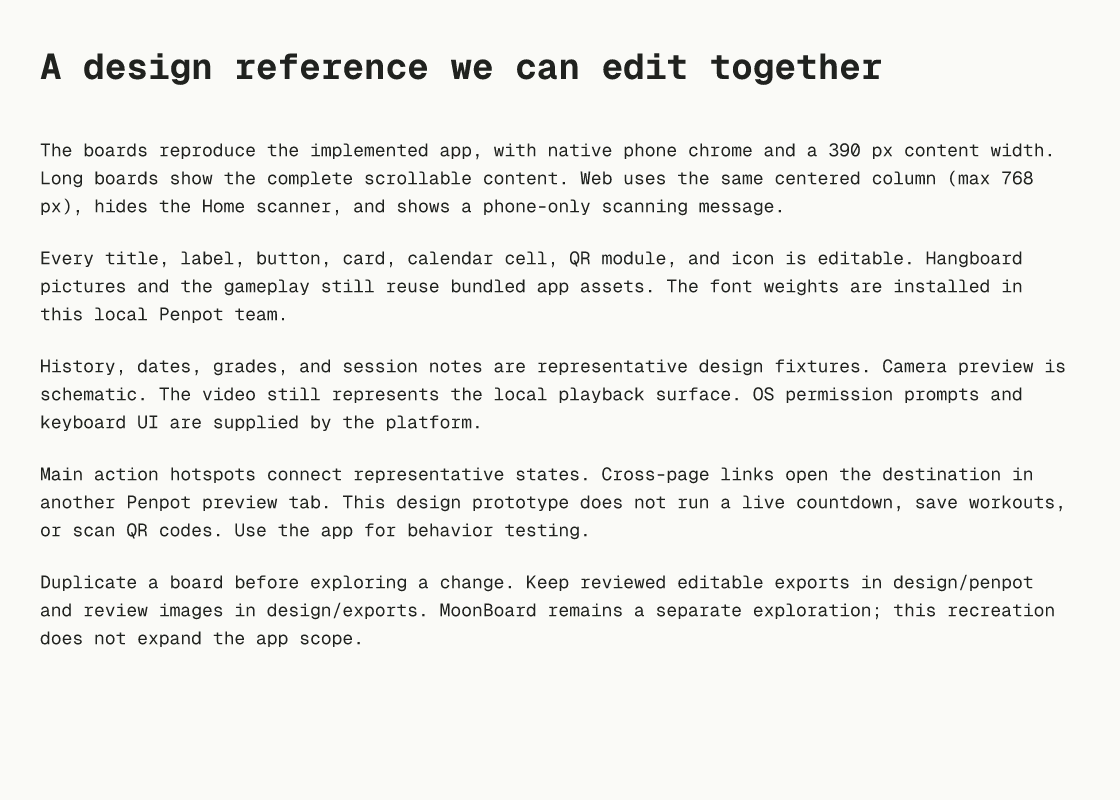 A design reference we can edit together
The boards reproduce the implemented app, with native phone chrome and a 390 px content width.
Long boards show the complete scrollable content. Web uses the same centered column (max 768
px), hides the Home scanner, and shows a phone-only scanning message.
Every title, label, button, card, calendar cell, QR module, and icon is editable. Hangboard
pictures and the gameplay still reuse bundled app assets. The font weights are installed in
this local Penpot team.
History, dates, grades, and session notes are representative design fixtures. Camera preview is
schematic. The video still represents the local playback surface. OS permission prompts and
keyboard UI are supplied by the platform.
Main action hotspots connect representative states. Cross-page links open the destination in
another Penpot preview tab. This design prototype does not run a live countdown, save workouts,
or scan QR codes. Use the app for behavior testing.
Duplicate a board before exploring a change. Keep reviewed editable exports in design/penpot
and review images in design/exports. MoonBoard remains a separate exploration; this recreation
does not expand the app scope.